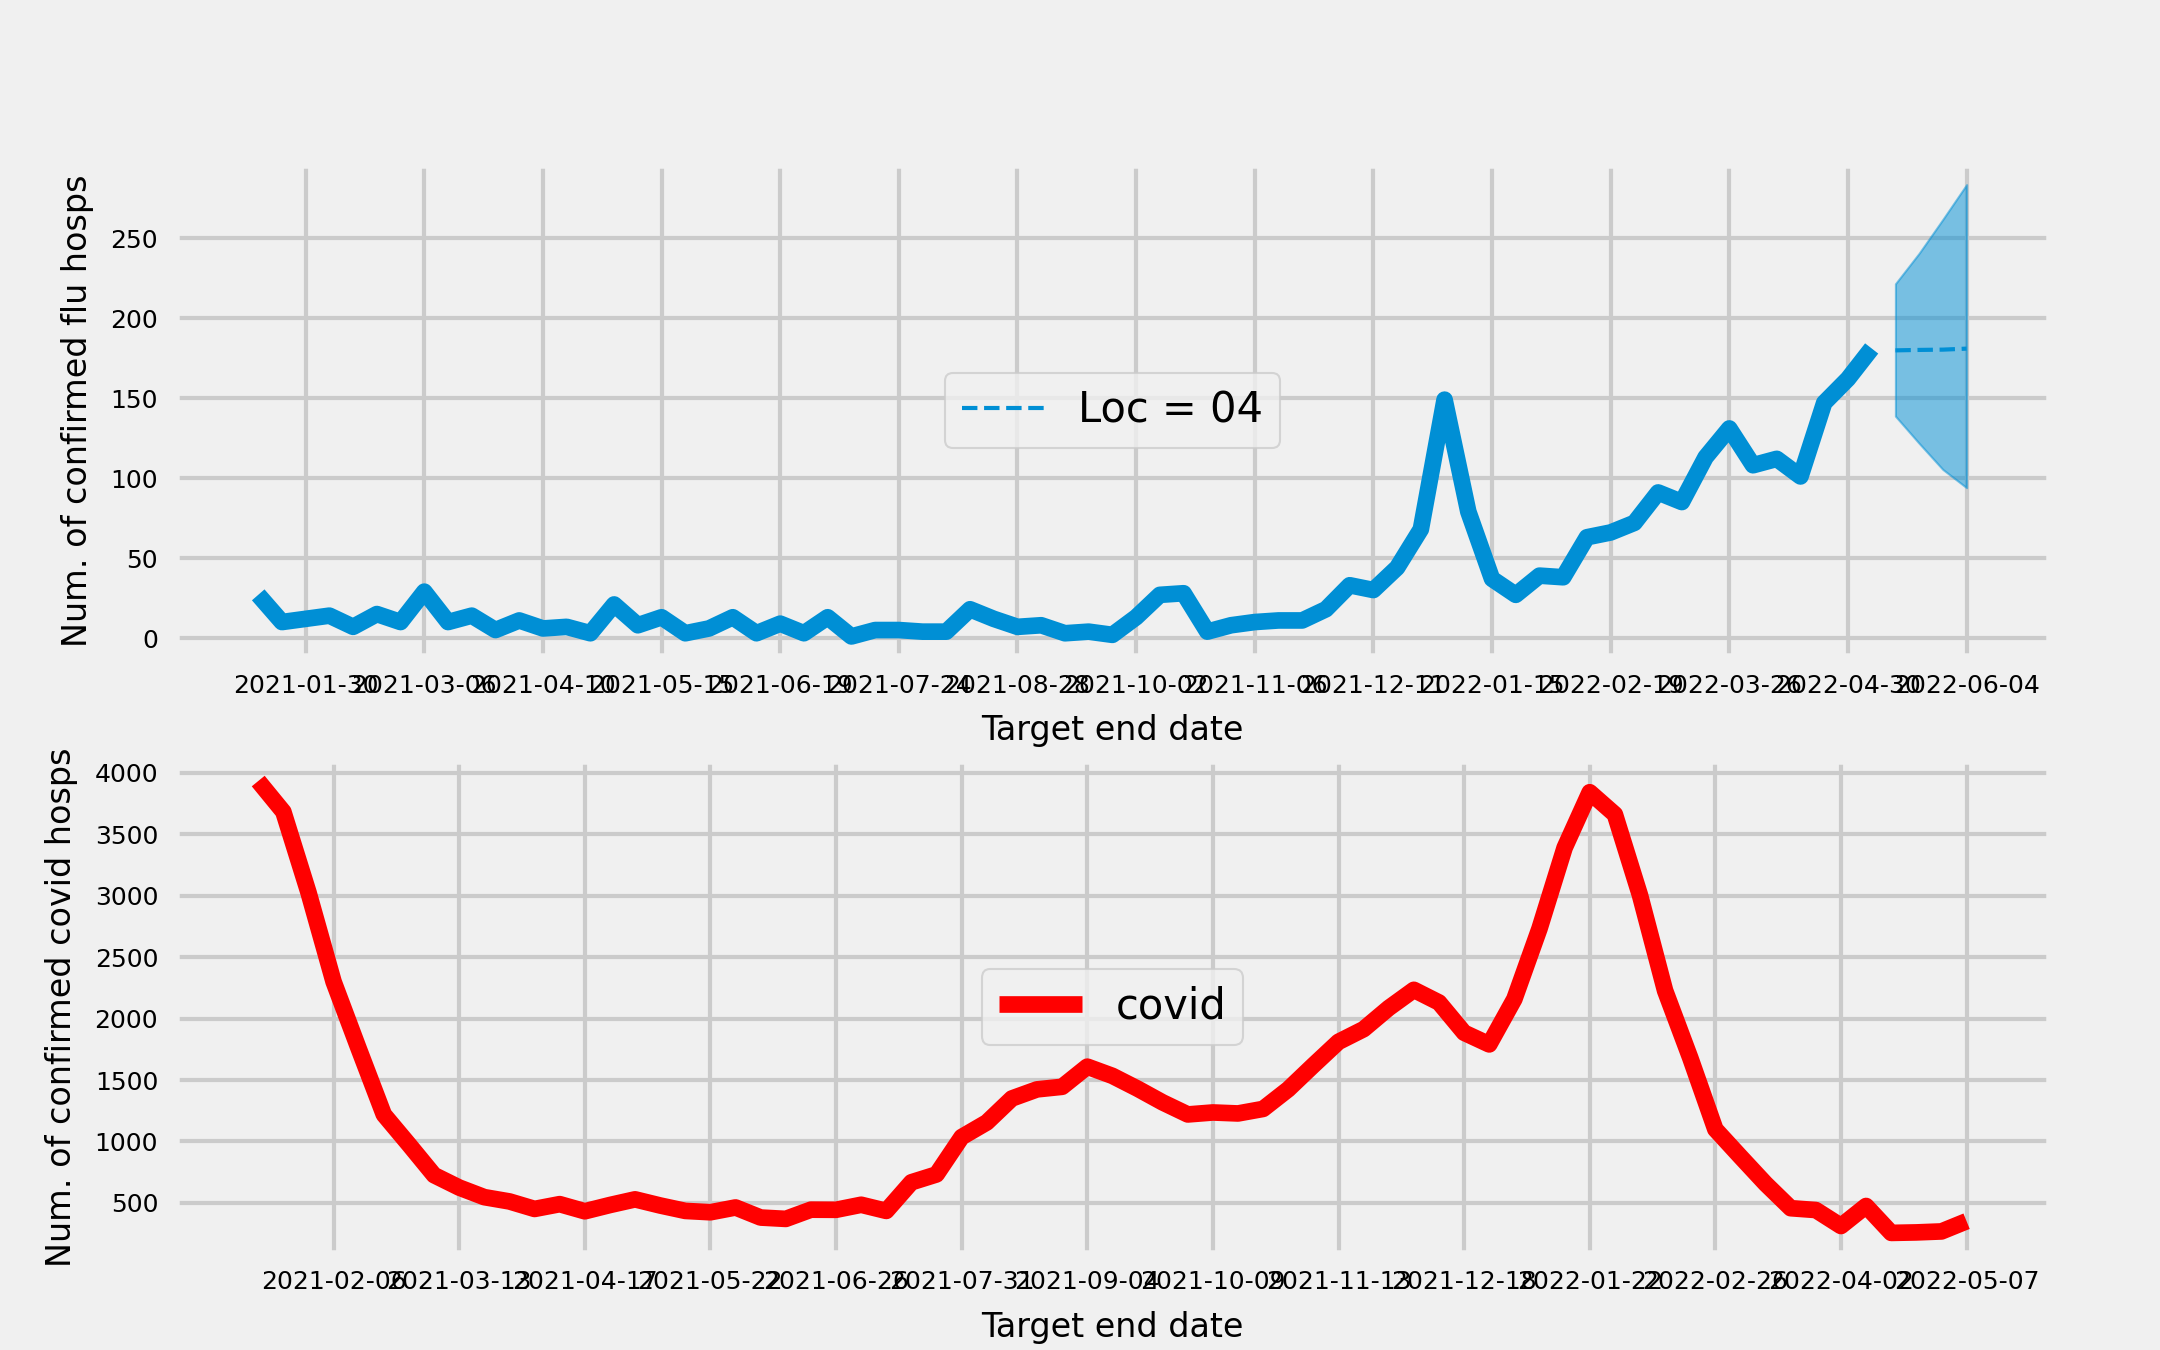 Num. of confirmed flu hosps
250
200
150
100
50
0
Loc = 04
2021-01-30 2021-03-06 2021-04-10 2021-05-15 2021-06-19 2021-07-24 2021-08-28 2021-10-02 2021-11-06 2021-12-11 2022-01-15 2022-02-19 2022-03-26 2022-04-30 2022-06-04
Target end date
Num. of confirmed covid hosps
4000
3500
3000
2500
2000
1500
1000
500
covid
2021-02-06 2021-03-13 2021-04-17 2021-05-22 2021-06-26 2021-07-31 2021-09-04 2021-10-09 2021-11-13 2021-12-18 2022-01-22 2022-02-26 2022-04-02 2022-05-07
Target end date